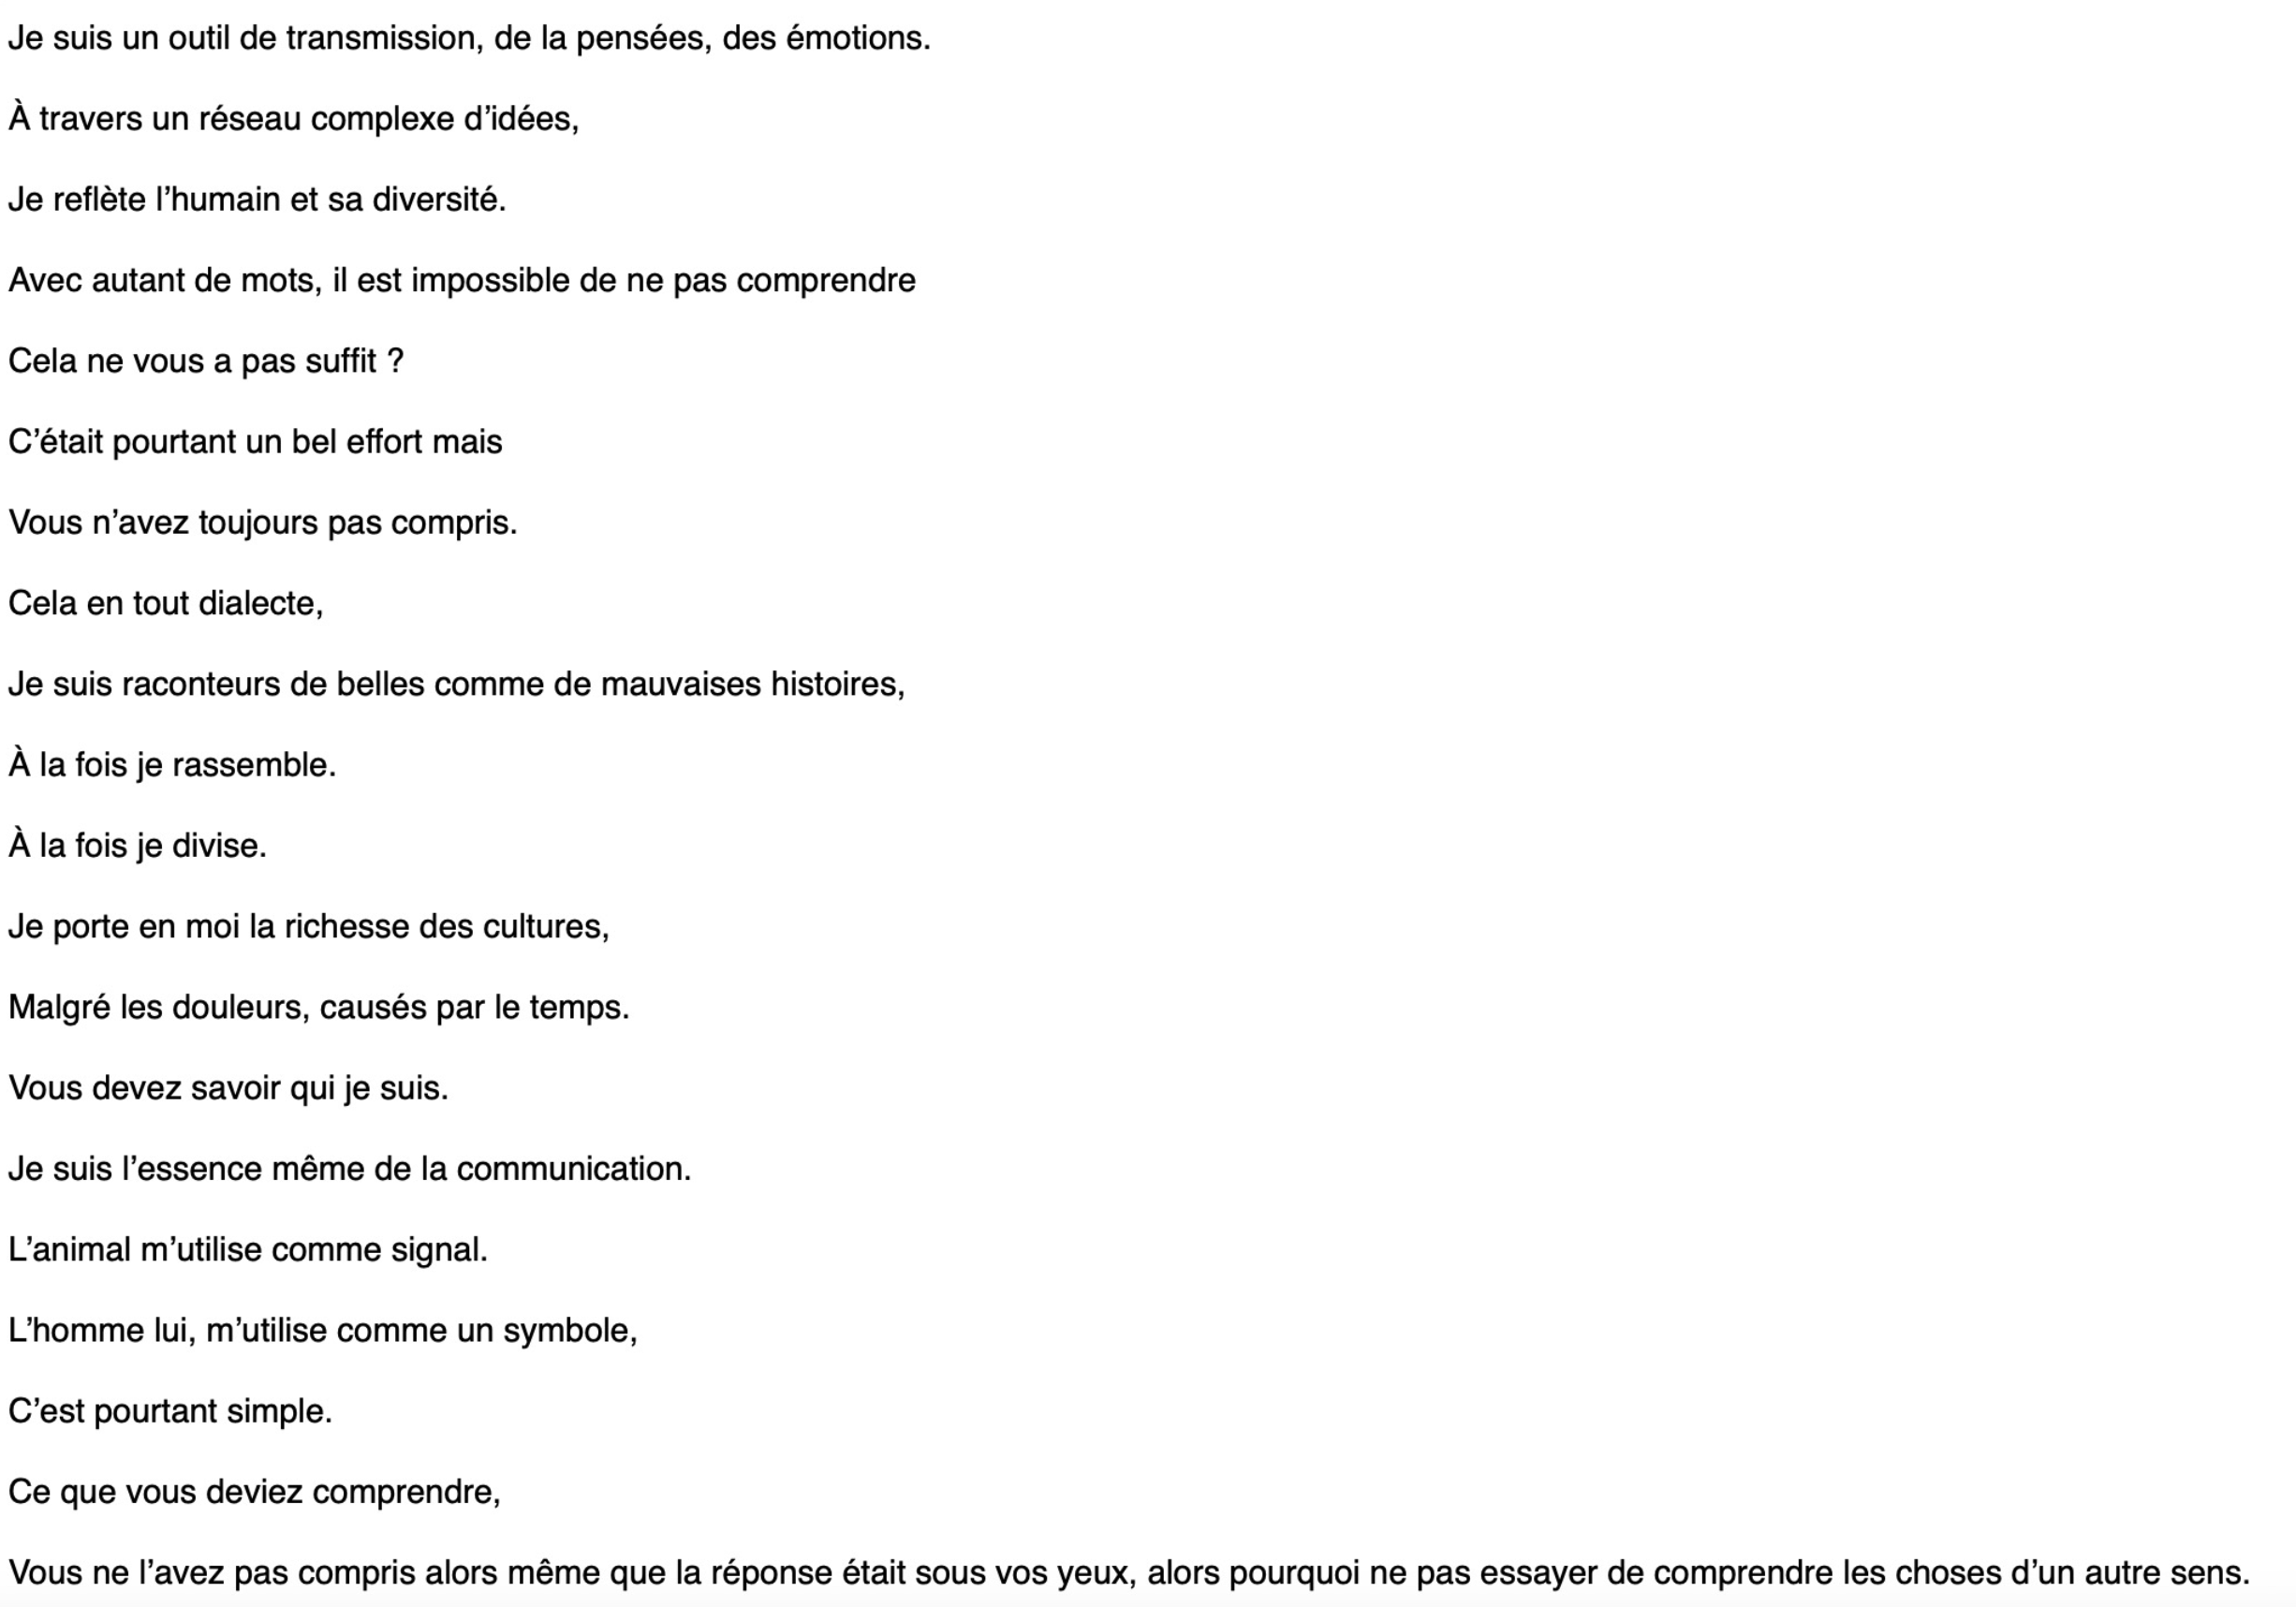 Je suis un outil de transmission, de la pensées, des émotions.
À travers un réseau complexe d’idées,
Je reflète l’humain et sa diversité.
Avec autant de mots, il est impossible de ne pas comprendre
Cela ne vous a pas suffit ?
C’était pourtant un bel effort mais
Vous n’avez toujours pas compris.
Cela en tout dialecte,
Je suis raconteurs de belles comme de mauvaises histoires,
À la fois je rassemble.
À la fois je divise.
Je porte en moi la richesse des cultures,
Malgré les douleurs, causés par le temps.
Vous devez savoir qui je suis.
Je suis l’essence même de la communication.
L’animal m’utilise comme signal.
L’homme lui, m’utilise comme un symbole,
C’est pourtant simple.
Ce que vous deviez comprendre,
Vous ne l’avez pas compris alors même que la réponse était sous vos yeux, alors pourquoi ne pas essayer de comprendre les choses d’un autre sens.